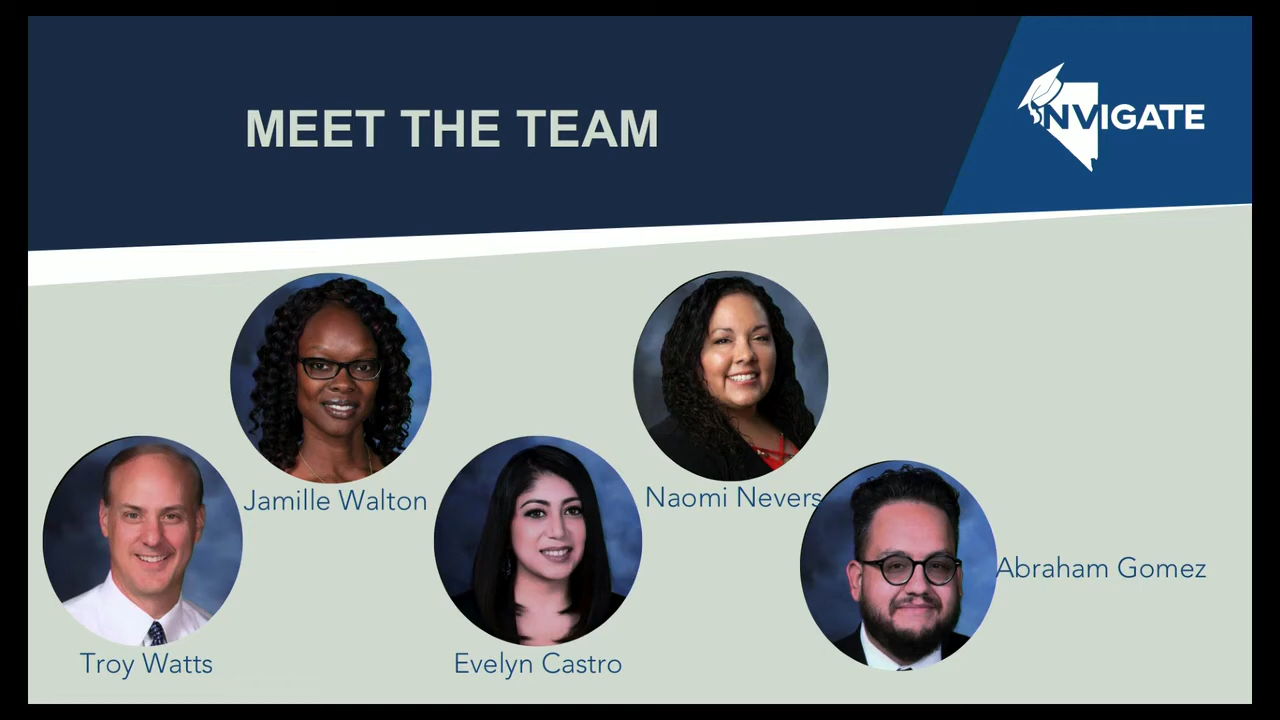 MEET THE TEAM
NVIGATE
Jamille Walton
Naomi Nevers
Abraham Gomez
Troy Watts
Evelyn Castro